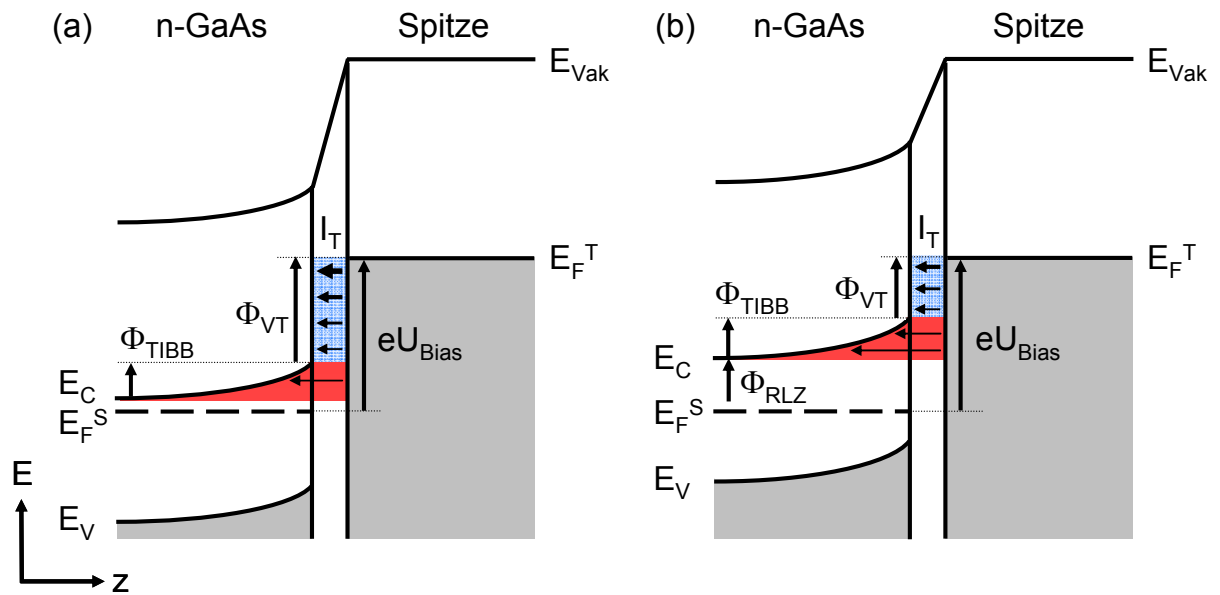 (a) n-GaAs Spitze
E_Vak
I_T
E_F^T
Φ_VT
Φ_TIBB
eU_Bias
E_C
E_F^S
E
E_V
z
(b) n-GaAs Spitze
E_Vak
I_T
E_F^T
Φ_TIBB Φ_VT
eU_Bias
E_C
Φ_RLZ
E_F^S
E_V